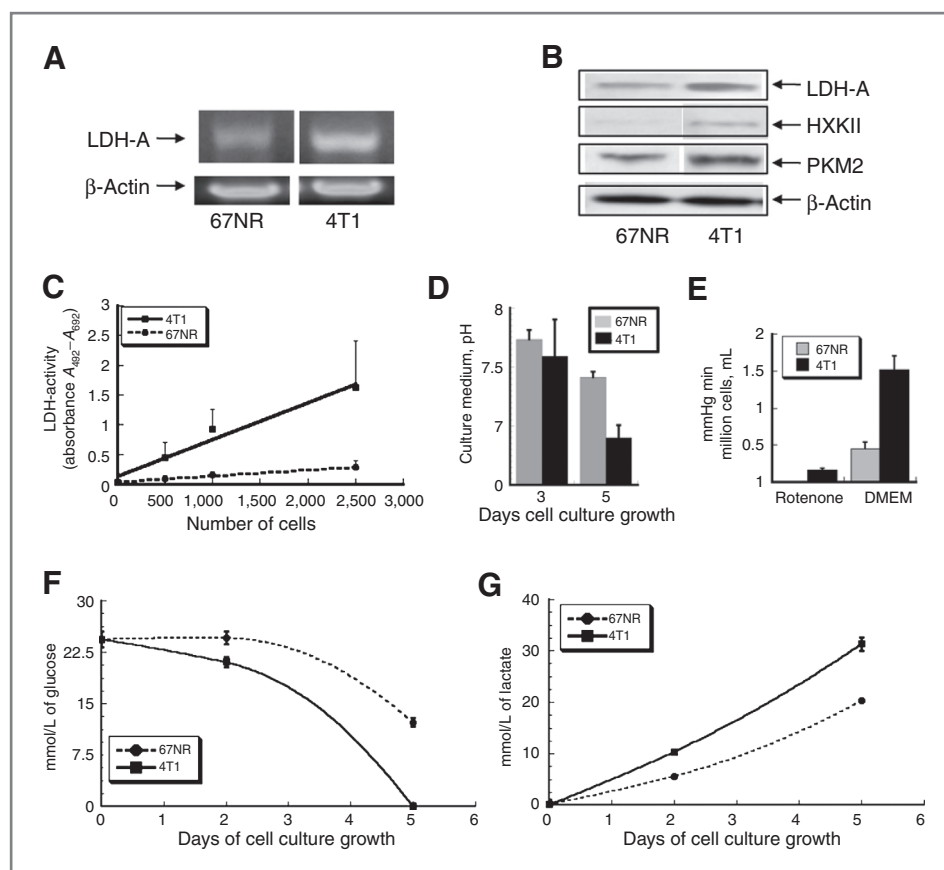 A
LDH-A
β-Actin
67NR 4T1
B
LDH-A
HXKII
PKM2
β-Actin
67NR 4T1
C
LDH-activity
(absorbance A492–A692)
3
2.5
2
1.5
1
0.5
0
4T1
67NR
0 500 1,000 1,500 2,000 2,500 3,000
Number of cells
D
Culture medium, pH
8
7.5
7
0
67NR
4T1
3 5
Days cell culture growth
E
mmHg min
million cells, mL
2
1.5
1
0.5
1
67NR
4T1
Rotenone DMEM
F
mmol/L of glucose
30
22.5
15
7.5
0
67NR
4T1
0 1 2 3 4 5 6
Days of cell culture growth
G
mmol/L of lactate
40
30
20
10
0
67NR
4T1
0 1 2 3 4 5 6
Days of cell culture growth